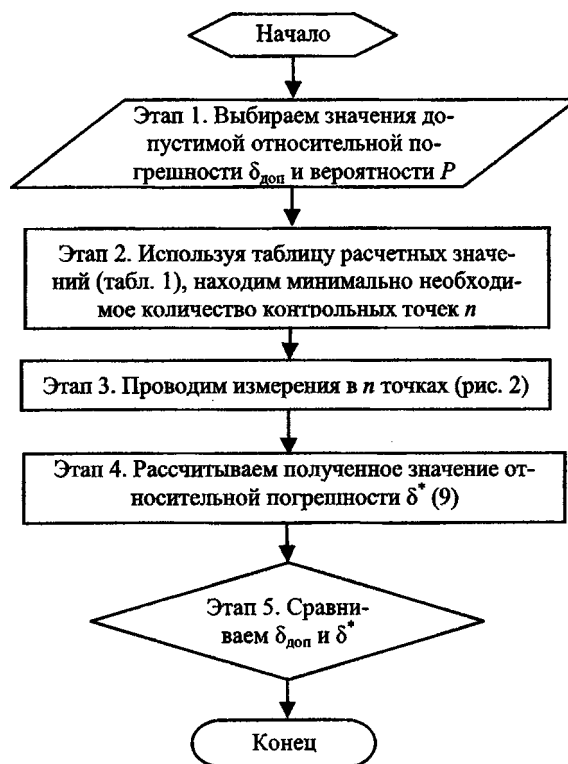 Начало
Этап 1. Выбираем значения до-
пустимой относительной по-
грешности δдоп и вероятности P
Этап 2. Используя таблицу расчетных значе-
ний (табл. 1), находим минимально необходи-
мое количество контрольных точек n
Этап 3. Проводим измерения в n точках (рис. 2)
Этап 4. Рассчитываем полученное значение от-
носительной погрешности δ* (9)
Этап 5. Сравни-
ваем δдоп и δ*
Конец